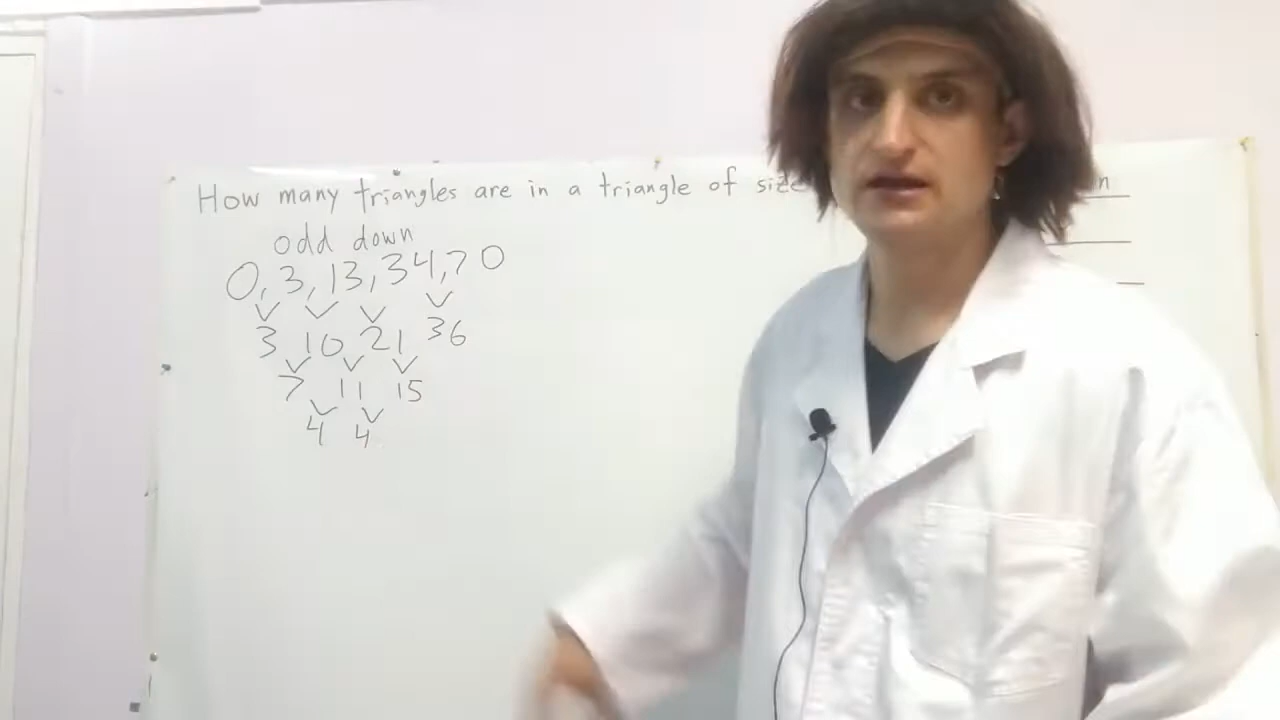 How many triangles are in a triangle of size n
odd down
0, 3, 13, 34, 70
3 10 21 36
7 11 15
4 4